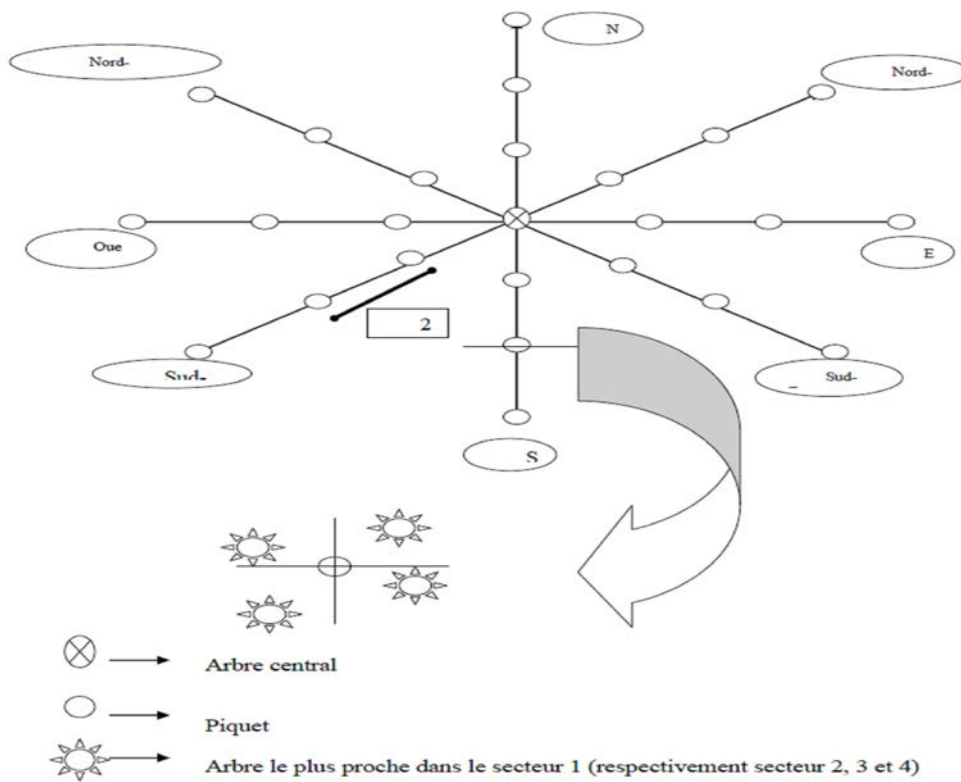 N
Nord-
Nord-
Oue
E
2
Sud-
Sud-
S
Arbre central
Piquet
Arbre le plus proche dans le secteur 1 (respectivement secteur 2, 3 et 4)